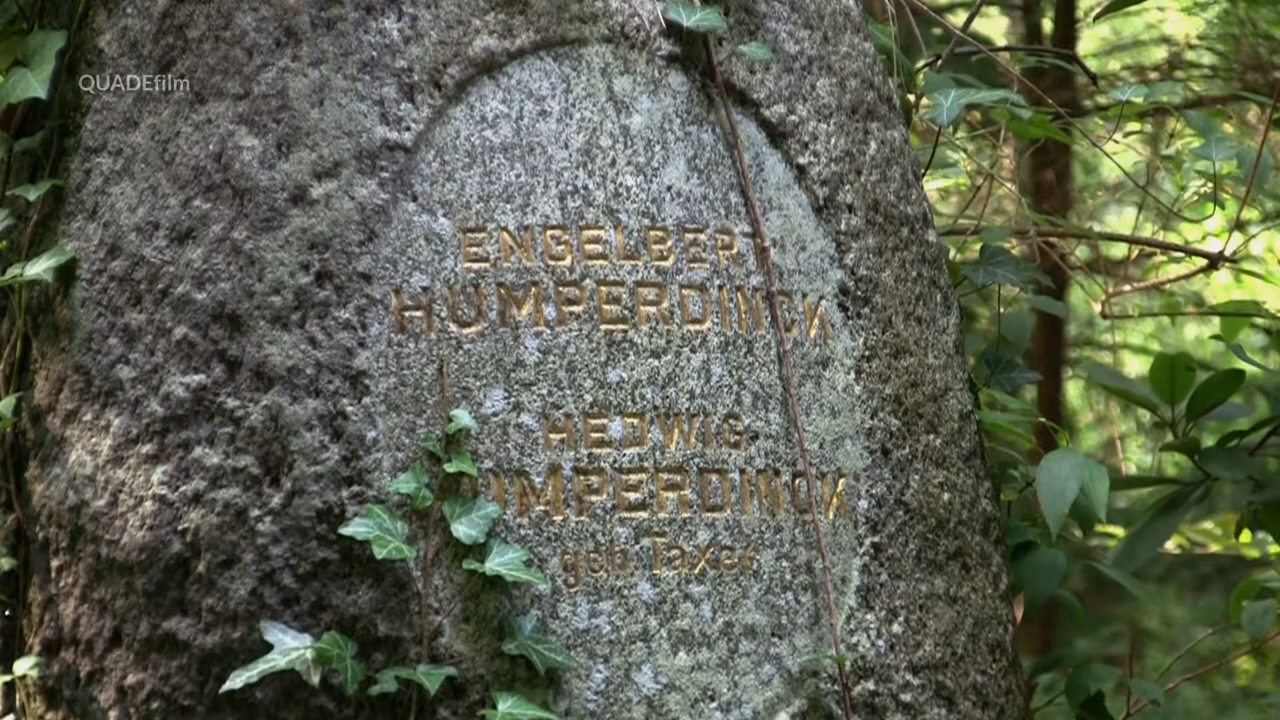 QUADEfilm
ENGELBERT
HUMPERDINCK
HEDWIG
HUMPERDINCK
geb. Taxer